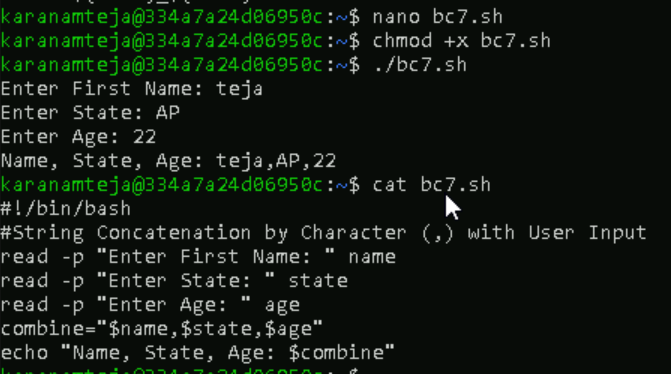 karanamteja@334a7a24d06950c:~$ nano bc7.sh
karanamteja@334a7a24d06950c:~$ chmod +x bc7.sh
karanamteja@334a7a24d06950c:~$ ./bc7.sh
Enter First Name: teja
Enter State: AP
Enter Age: 22
Name, State, Age: teja,AP,22
karanamteja@334a7a24d06950c:~$ cat bc7.sh
#!/bin/bash
#String Concatenation by Character (,) with User Input
read -p "Enter First Name: " name
read -p "Enter State: " state
read -p "Enter Age: " age
combine="$name,$state,$age"
echo "Name, State, Age: $combine"